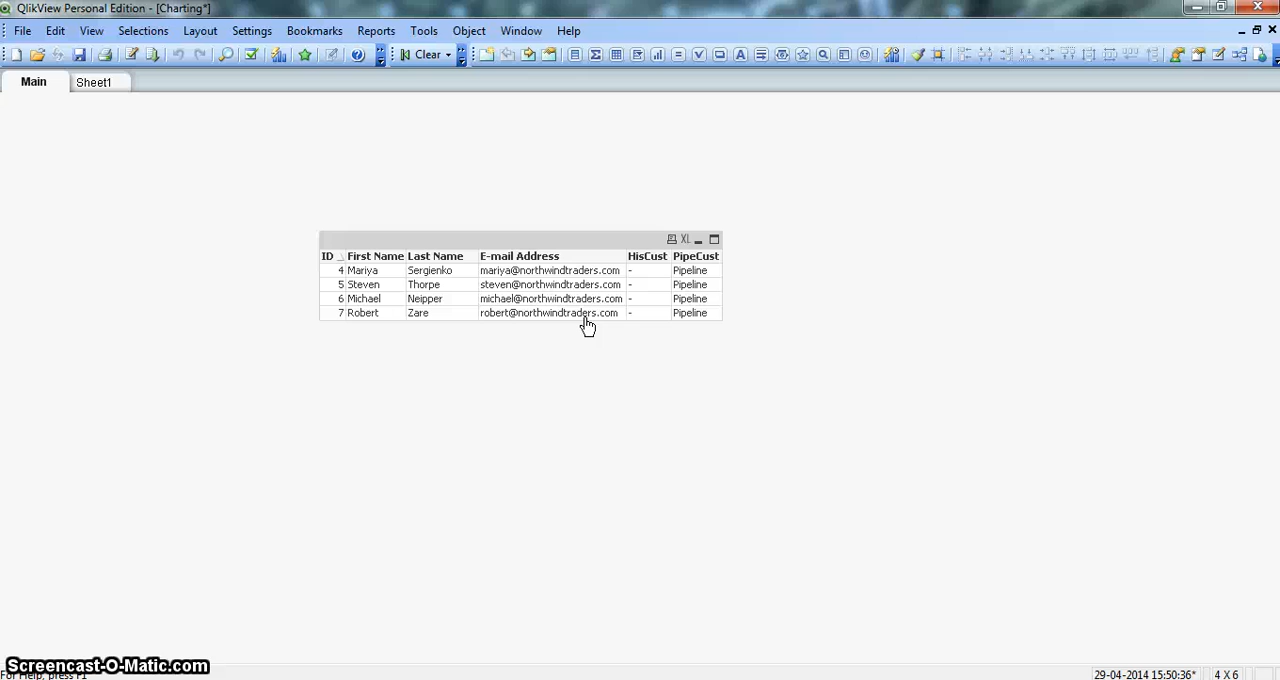 QlikView Personal Edition - [Charting*]
File Edit View Selections Layout Settings Bookmarks Reports Tools Object Window Help
Clear
Main Sheet1
XL
ID First Name Last Name E-mail Address HisCust PipeCust
4 Mariya Sergienko mariya@northwindtraders.com - Pipeline
5 Steven Thorpe steven@northwindtraders.com - Pipeline
6 Michael Neipper michael@northwindtraders.com - Pipeline
7 Robert Zare robert@northwindtraders.com - Pipeline
Screencast-O-Matic.com
For Help, press F1 29-04-2014 15:50:36* 4 X 6